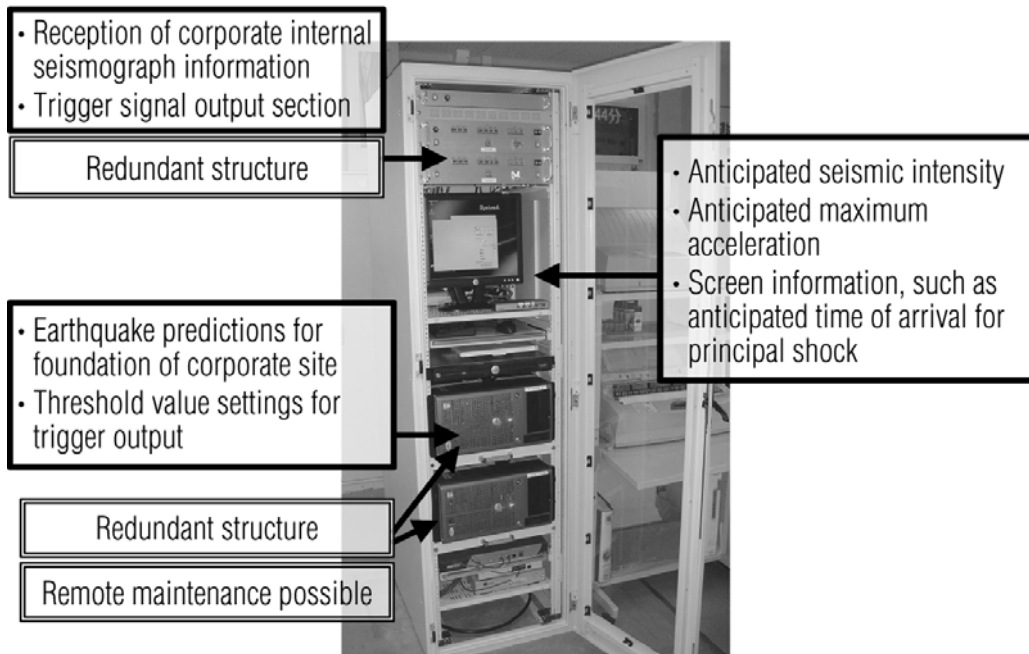 • Reception of corporate internal
seismograph information
• Trigger signal output section
Redundant structure
• Anticipated seismic intensity
• Anticipated maximum
acceleration
• Screen information, such as
anticipated time of arrival for
principal shock
• Earthquake predictions for
foundation of corporate site
• Threshold value settings for
trigger output
Redundant structure
Remote maintenance possible